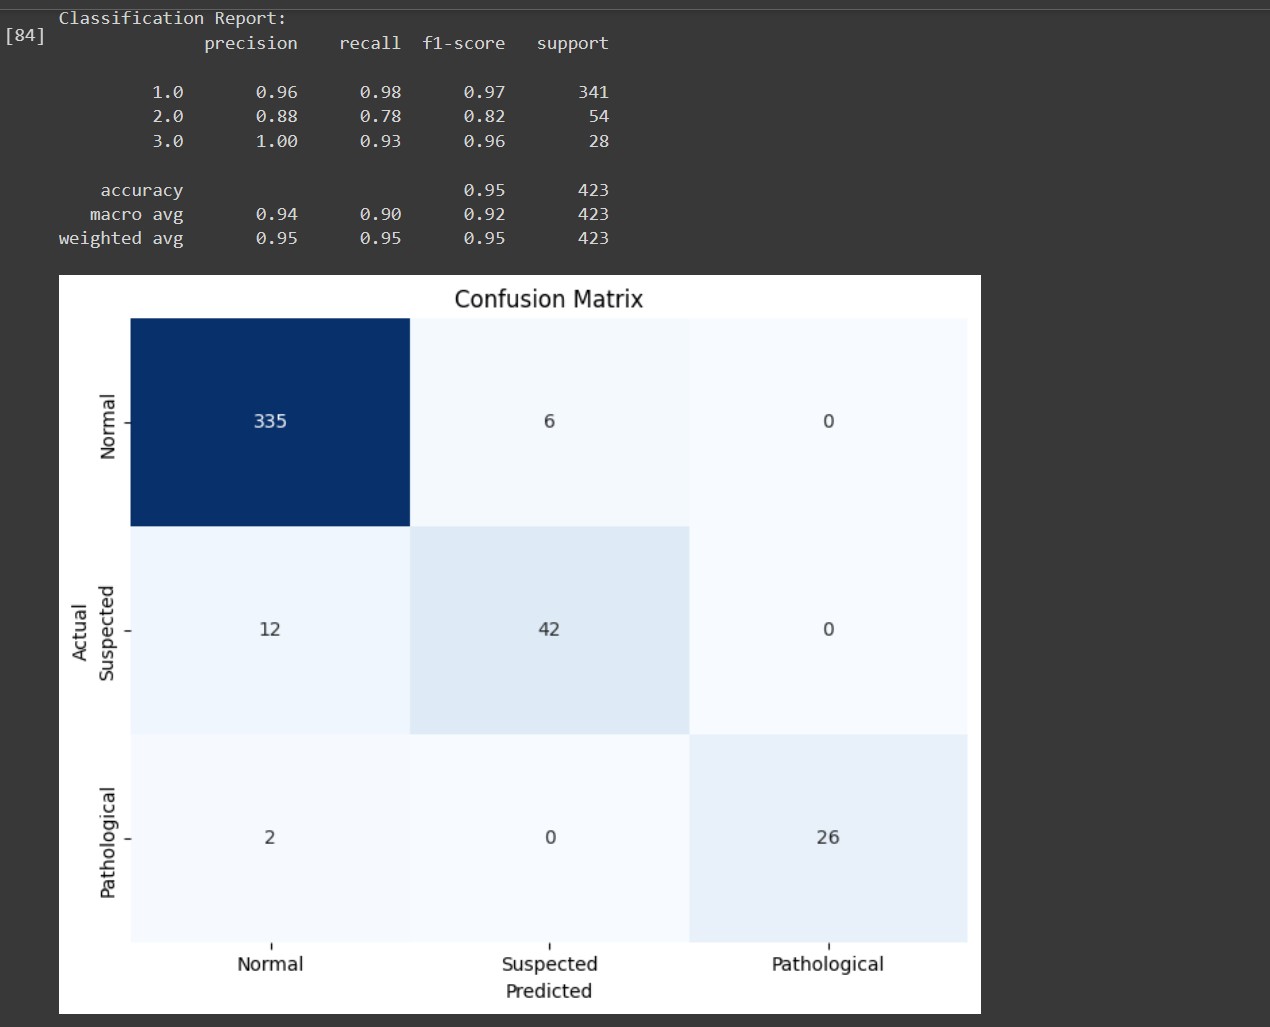 Classification Report:
[84]
precision recall f1-score support
1.0 0.96 0.98 0.97 341
2.0 0.88 0.78 0.82 54
3.0 1.00 0.93 0.96 28
accuracy 0.95 423
macro avg 0.94 0.90 0.92 423
weighted avg 0.95 0.95 0.95 423
Confusion Matrix
Normal 335 6 0
Actual
Suspected 12 42 0
Pathological 2 0 26
Normal Suspected Pathological
Predicted